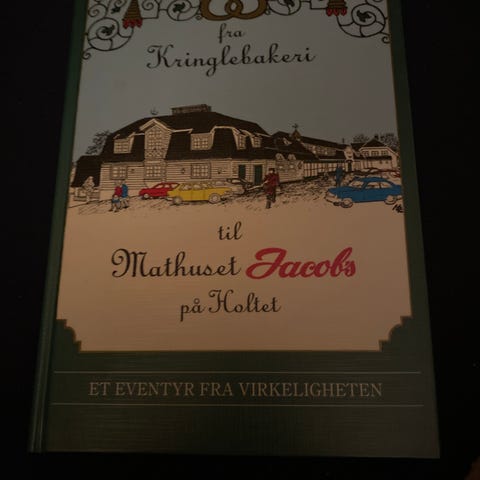 fra
Kringlebakeri
til
Mathuset Jacobs
på Holtet
ET EVENTYR FRA VIRKELIGHETEN